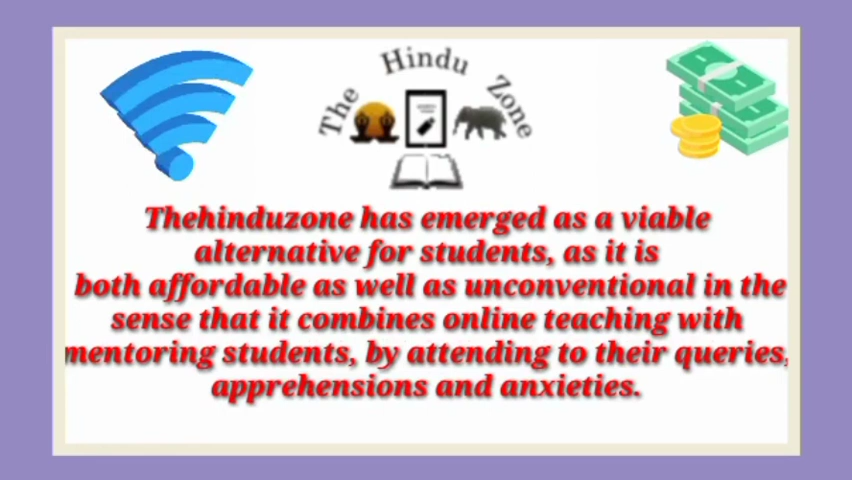 The Hindu Zone
Thehinduzone has emerged as a viable
alternative for students, as it is
both affordable as well as unconventional in the
sense that it combines online teaching with
mentoring students, by attending to their queries,
apprehensions and anxieties.